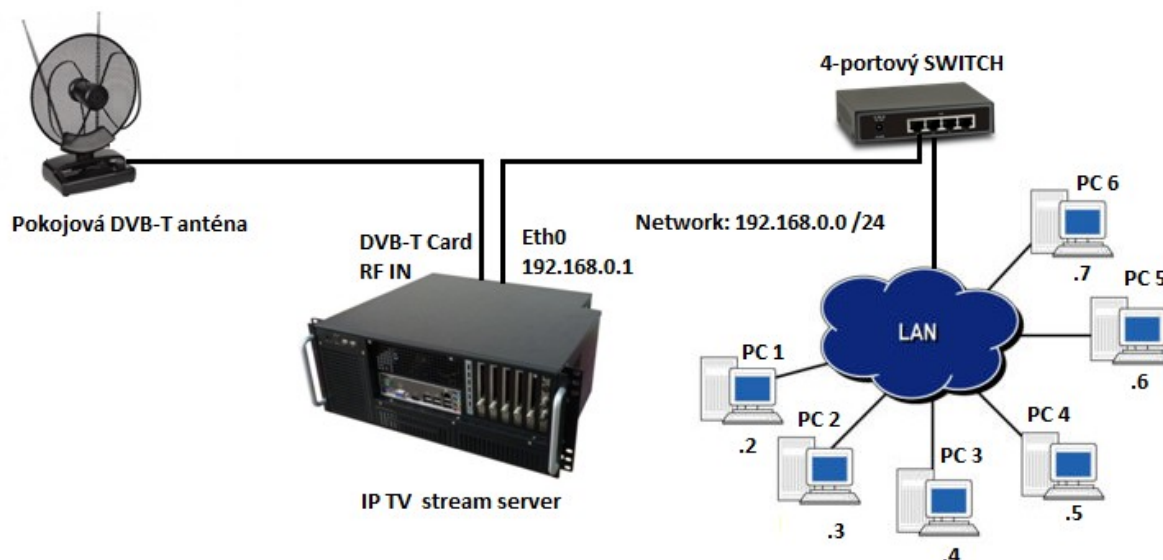 4-portový SWITCH
Pokojová DVB-T anténa
DVB-T Card
RF IN
Eth0
192.168.0.1
Network: 192.168.0.0 /24
PC 6
.7
PC 5
.6
LAN
PC 1
.2
PC 2
.3
PC 3
.4
PC 4
.5
IP TV stream server